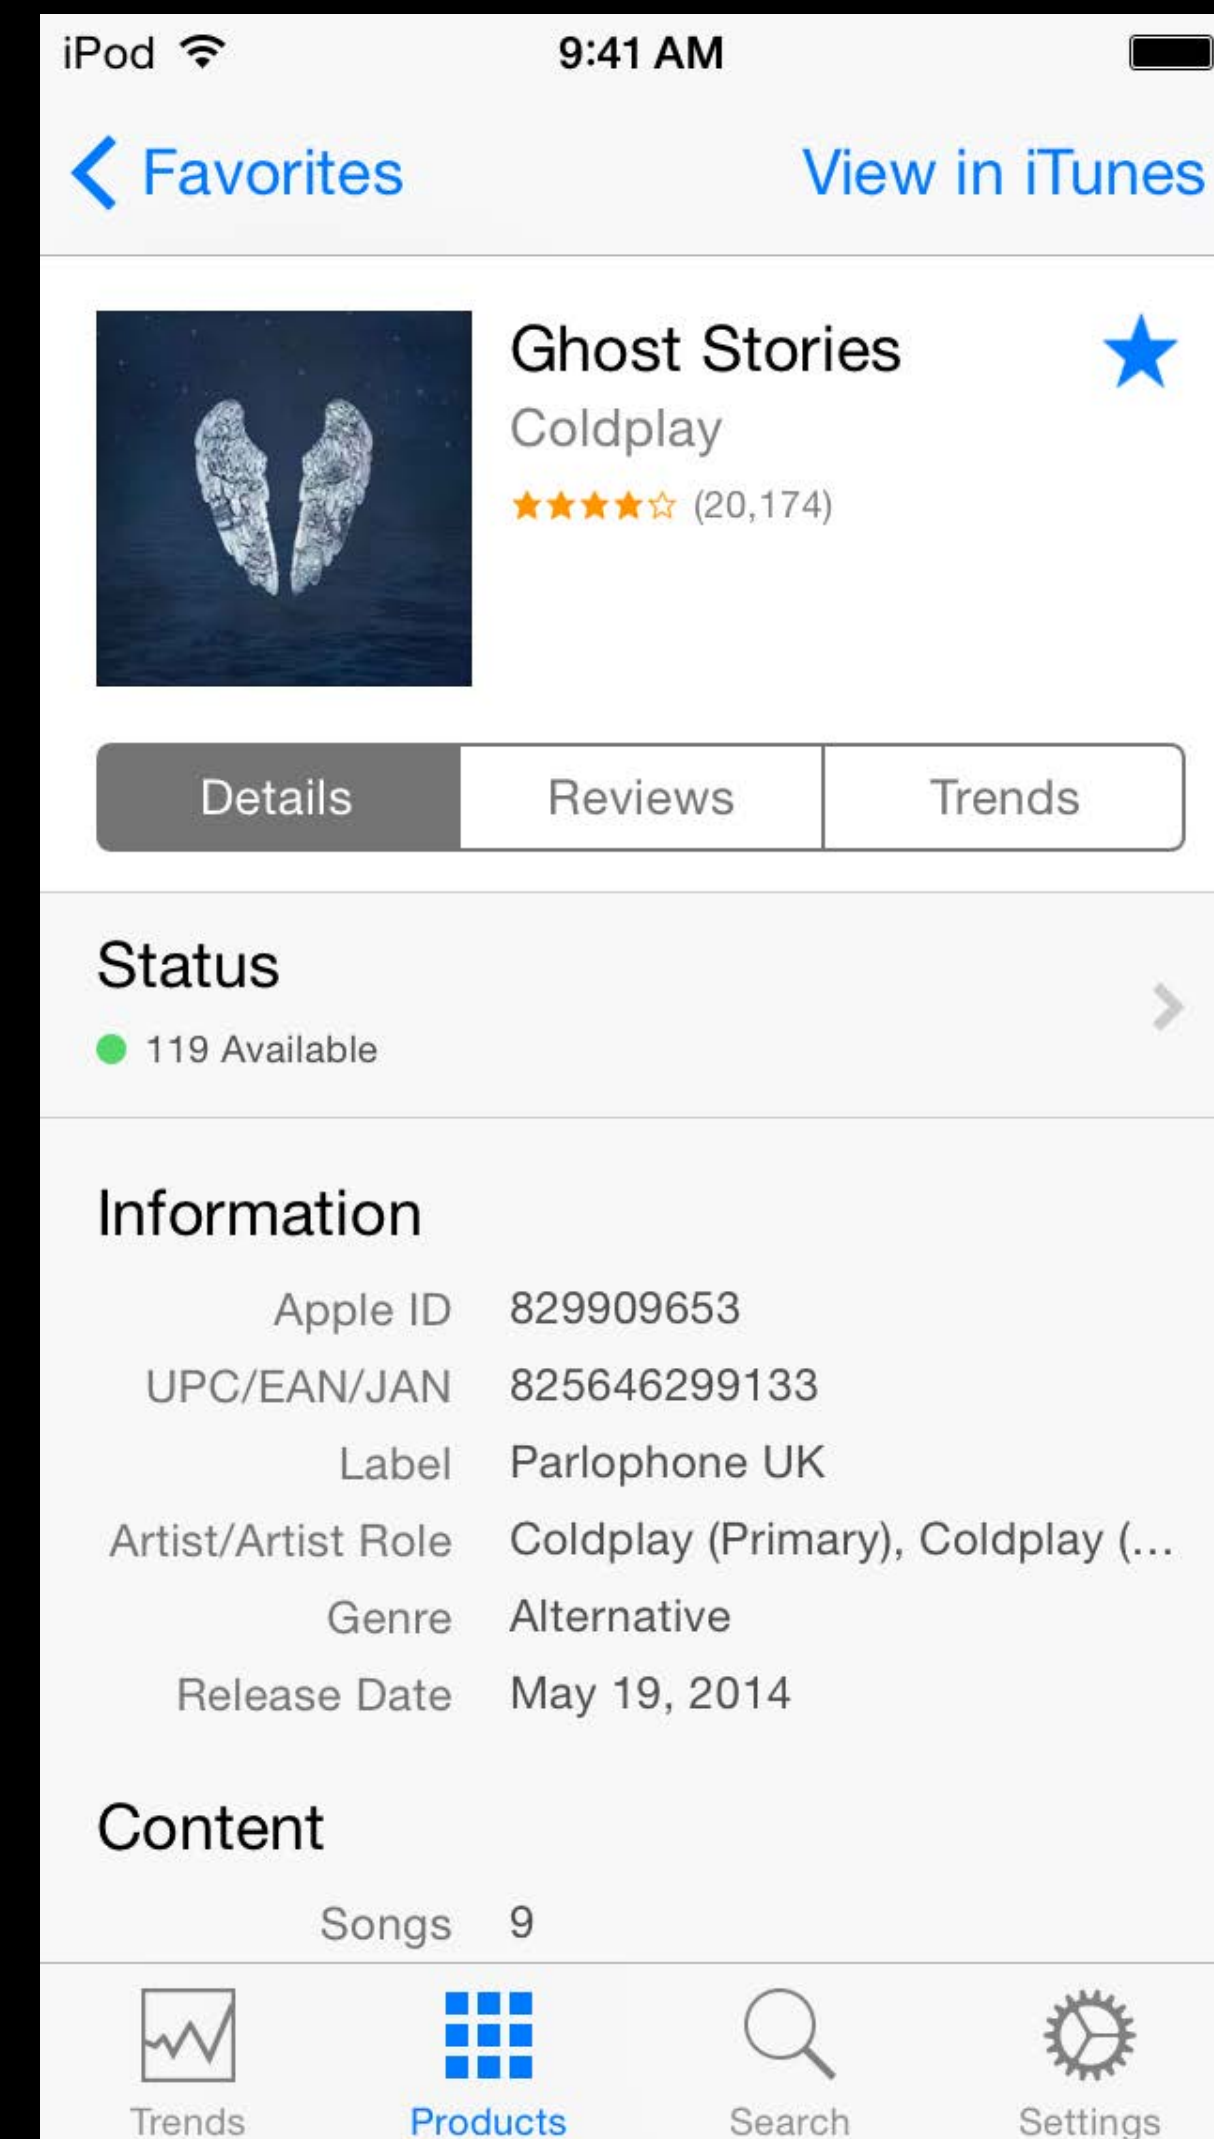 iPod 9:41 AM
Favorites View in iTunes
Ghost Stories
Coldplay
(20,174)
Details Reviews Trends
Status
119 Available
Information
Apple ID 829909653
UPC/EAN/JAN 825646299133
Label Parlophone UK
Artist/Artist Role Coldplay (Primary), Coldplay (...
Genre Alternative
Release Date May 19, 2014
Content
Songs 9
Trends Products Search Settings